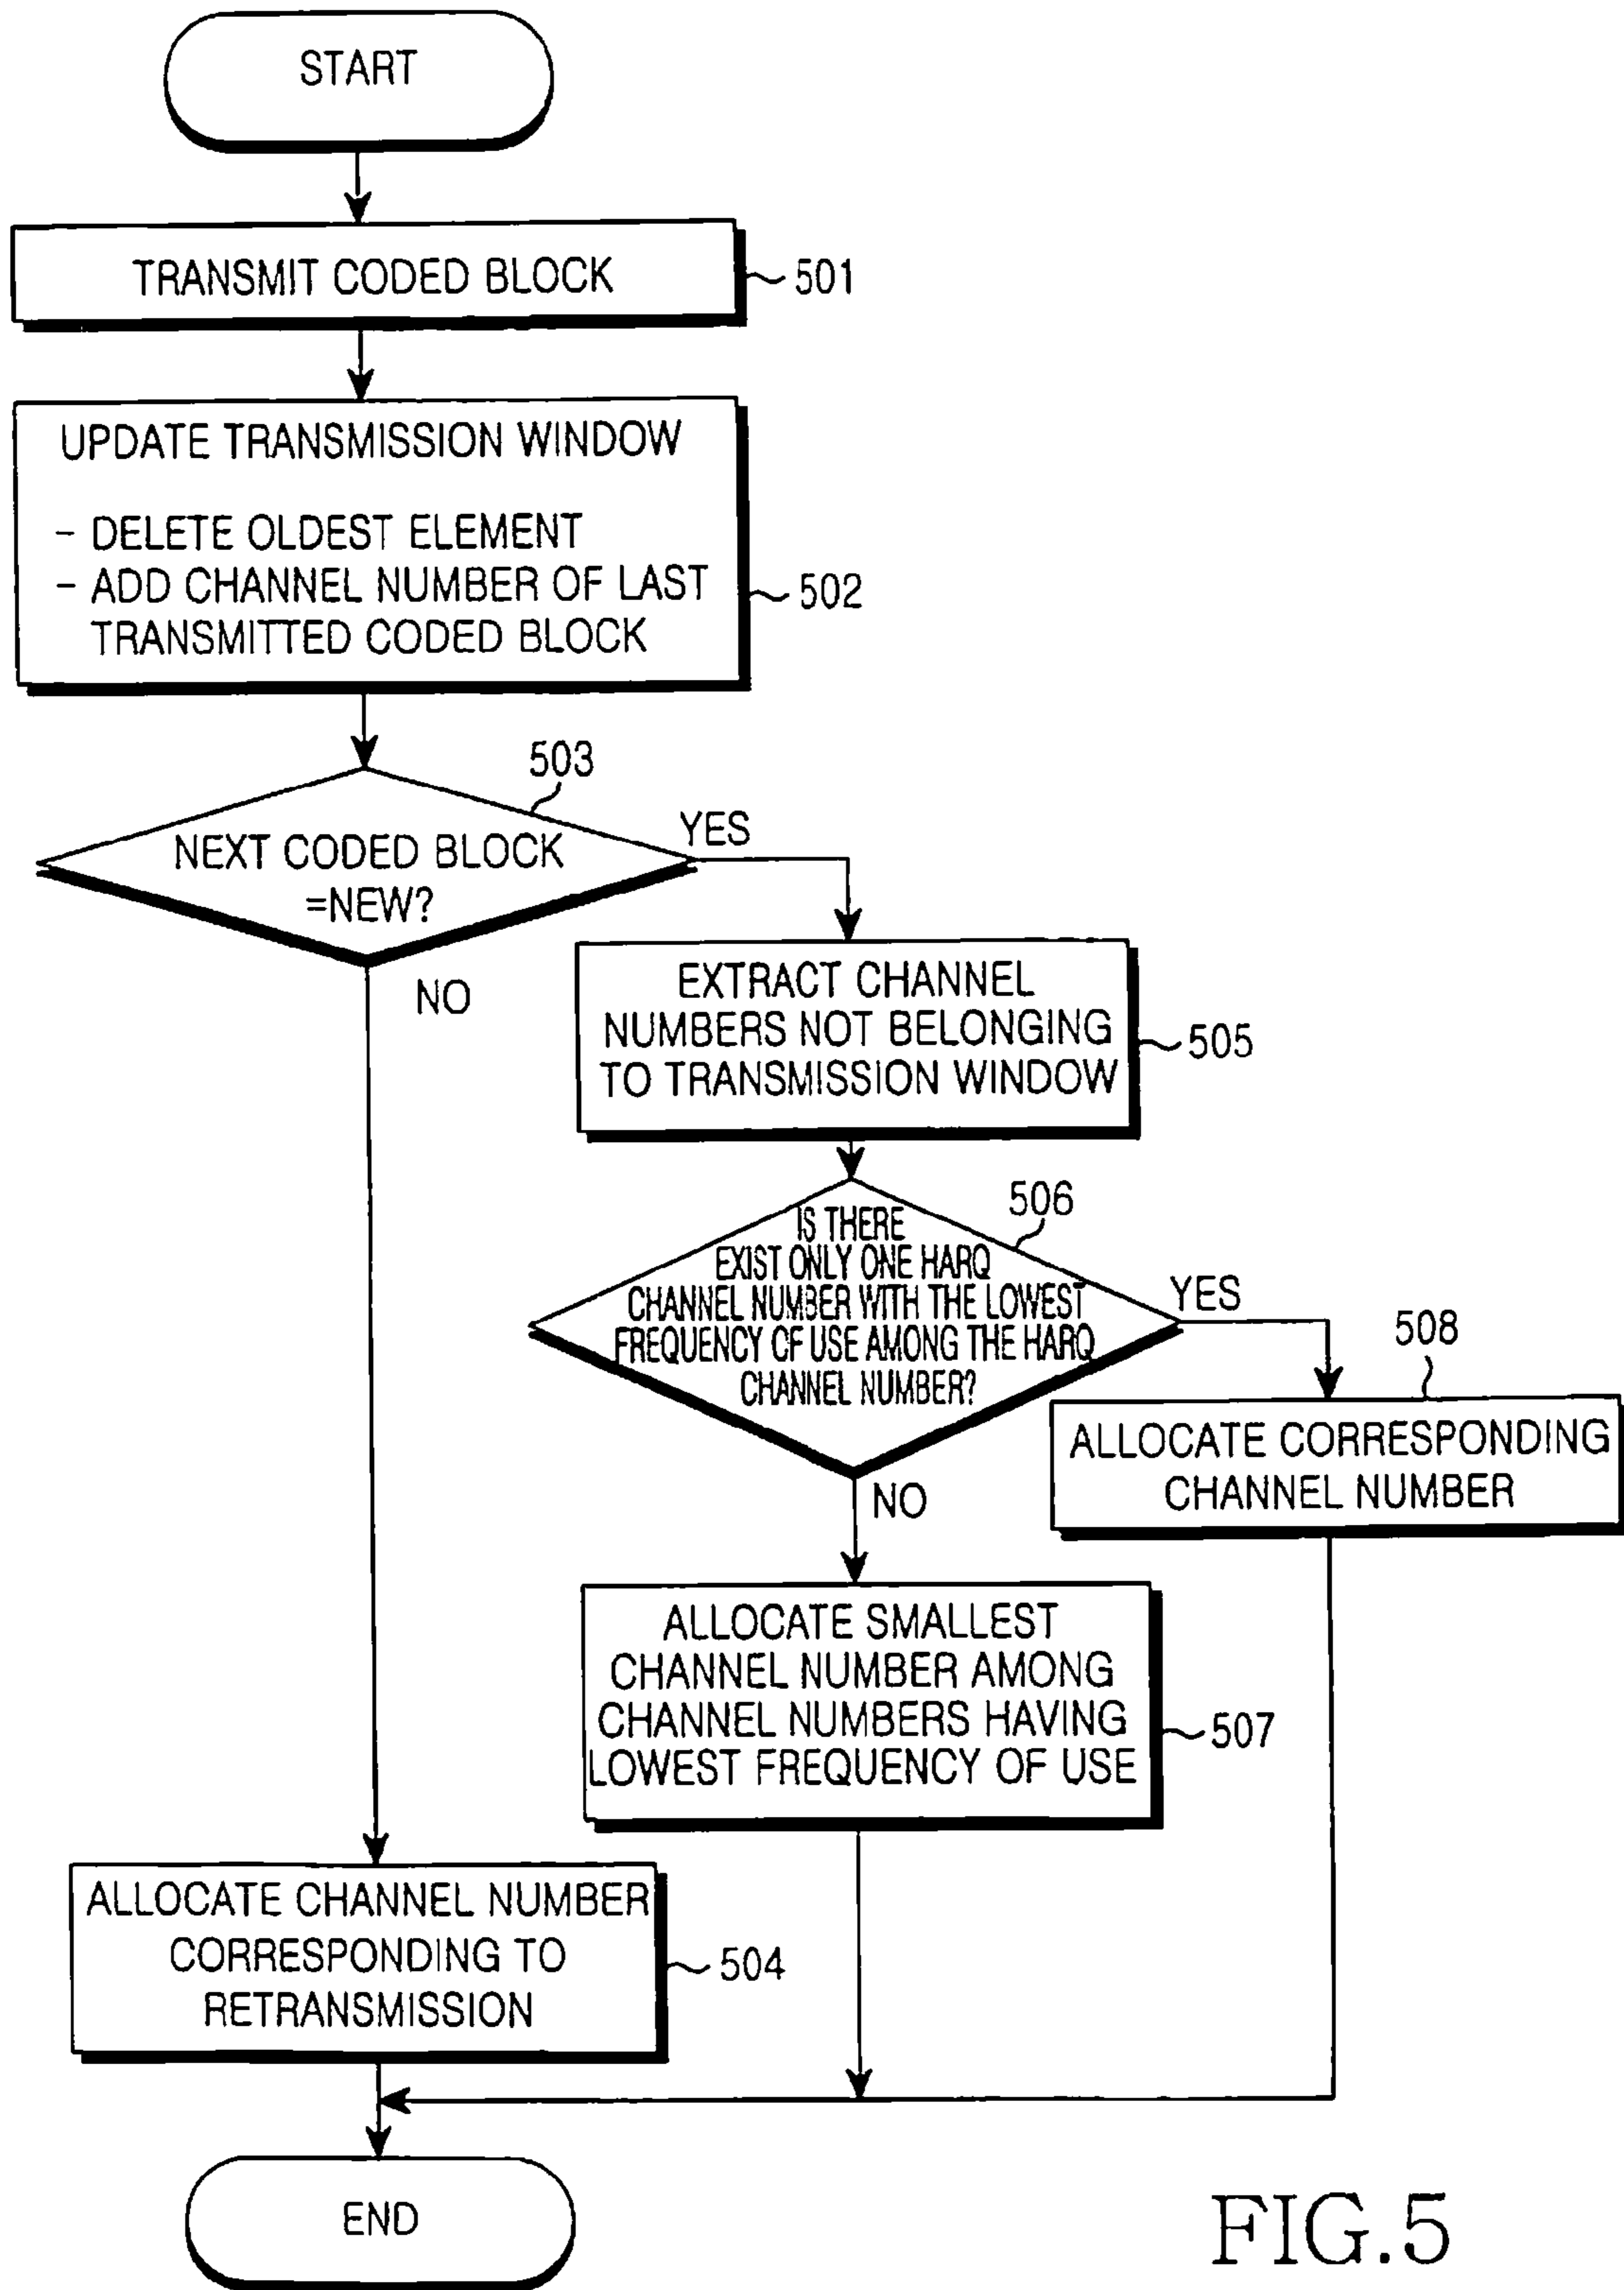 START
TRANSMIT CODED BLOCK
501
UPDATE TRANSMISSION WINDOW
- DELETE OLDEST ELEMENT
- ADD CHANNEL NUMBER OF LAST
TRANSMITTED CODED BLOCK
502
503
NEXT CODED BLOCK
=NEW?
YES
NO
EXTRACT CHANNEL
NUMBERS NOT BELONGING
TO TRANSMISSION WINDOW
505
506
IS THERE
EXIST ONLY ONE HARQ
CHANNEL NUMBER WITH THE LOWEST
FREQUENCY OF USE AMONG THE HARQ
CHANNEL NUMBER?
YES
NO
508
ALLOCATE CORRESPONDING
CHANNEL NUMBER
ALLOCATE SMALLEST
CHANNEL NUMBER AMONG
CHANNEL NUMBERS HAVING
LOWEST FREQUENCY OF USE
507
ALLOCATE CHANNEL NUMBER
CORRESPONDING TO
RETRANSMISSION
504
END
FIG.5